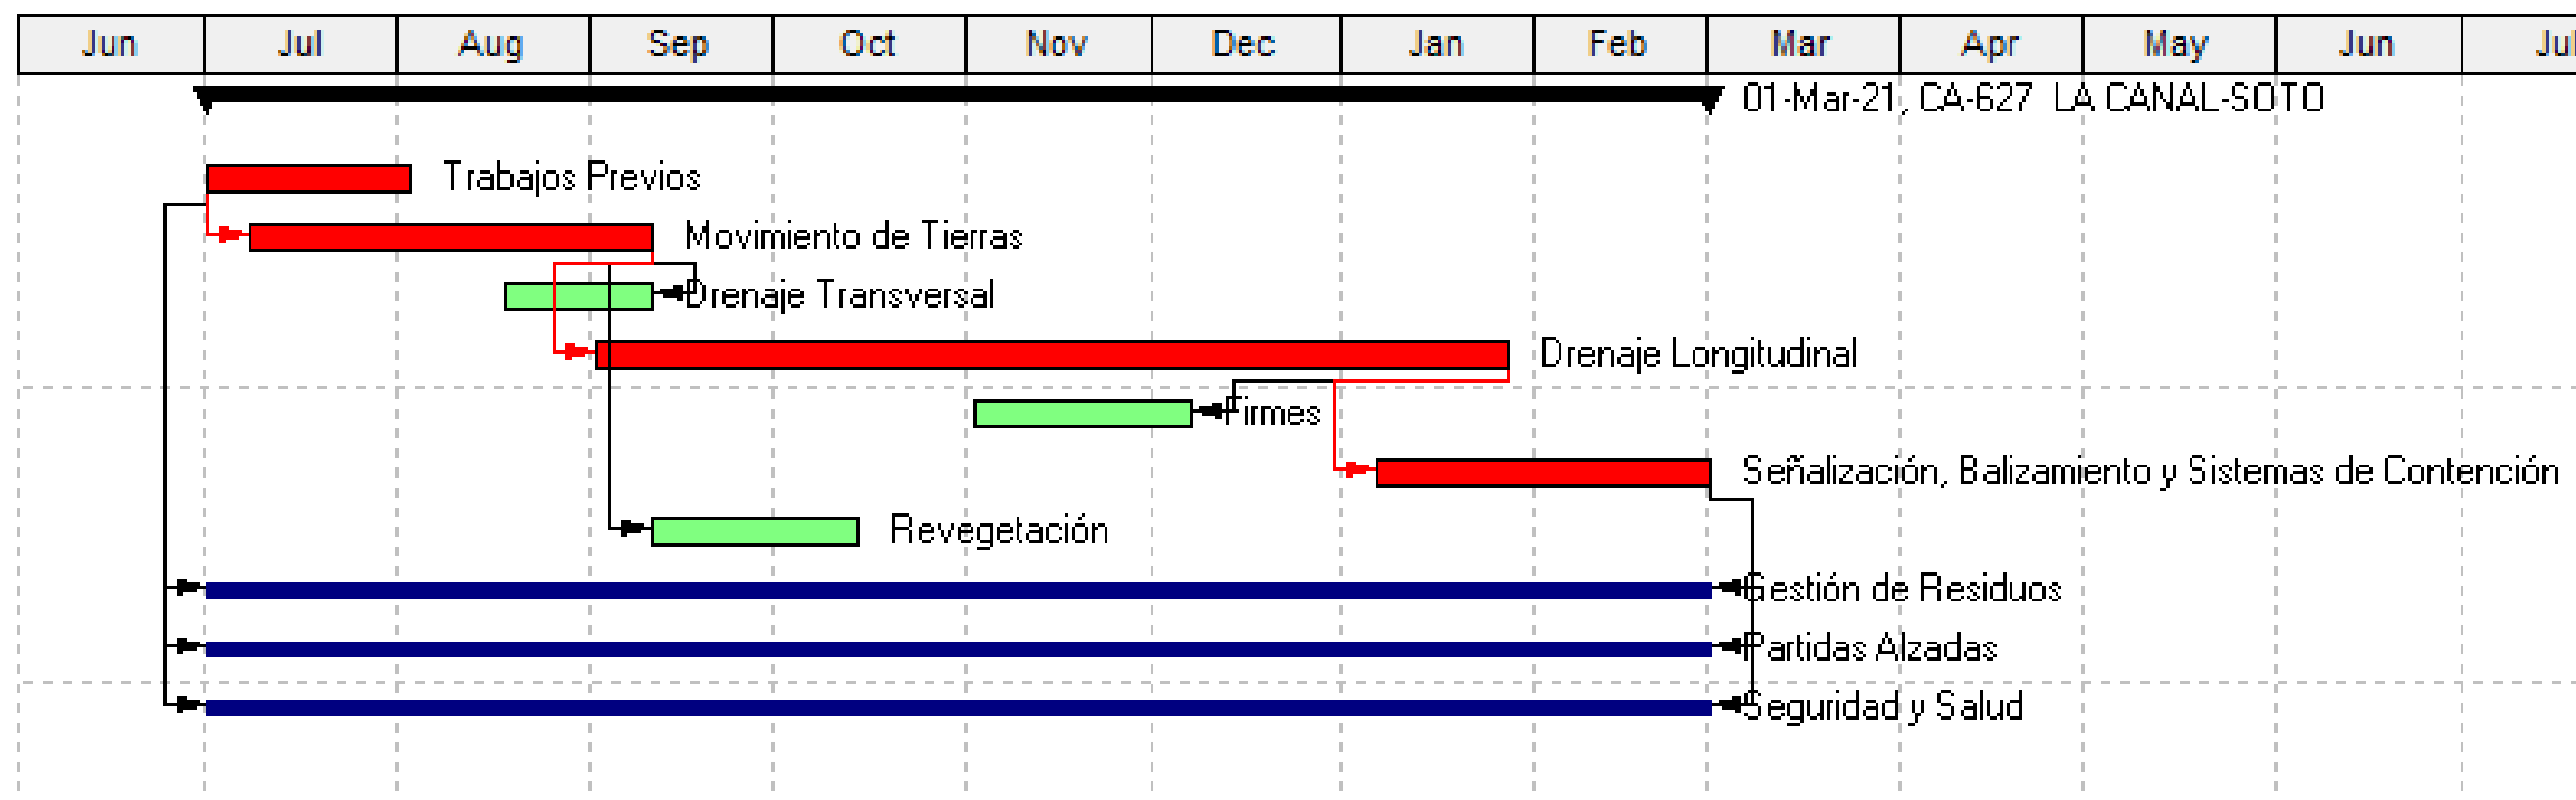 Jun Jul Aug Sep Oct Nov Dec Jan Feb Mar Apr May Jun Jul
01-Mar-21, CA-627 LA CANAL-SOTO
Trabajos Previos
Movimiento de Tierras
Drenaje Transversal
Drenaje Longitudinal
Firmes
Señalización, Balizamiento y Sistemas de Contención
Revegetación
Gestión de Residuos
Partidas Alzadas
Seguridad y Salud